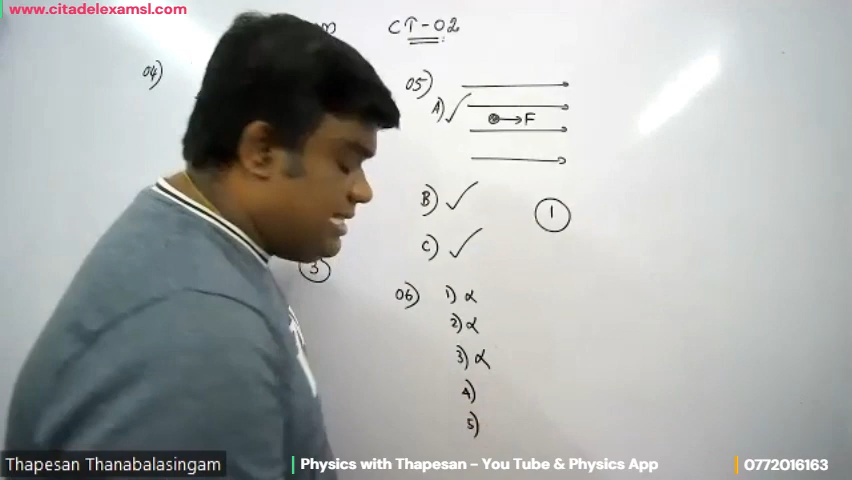 www.citadelexamsl.com
CT-02
04)
05)
A) ✓
F
B) ✓
C) ✓
1
3
06) 1) α
2) α
3) α
4)
5)
Thapesan Thanabalasingam
Physics with Thapesan - You Tube & Physics App
0772016163